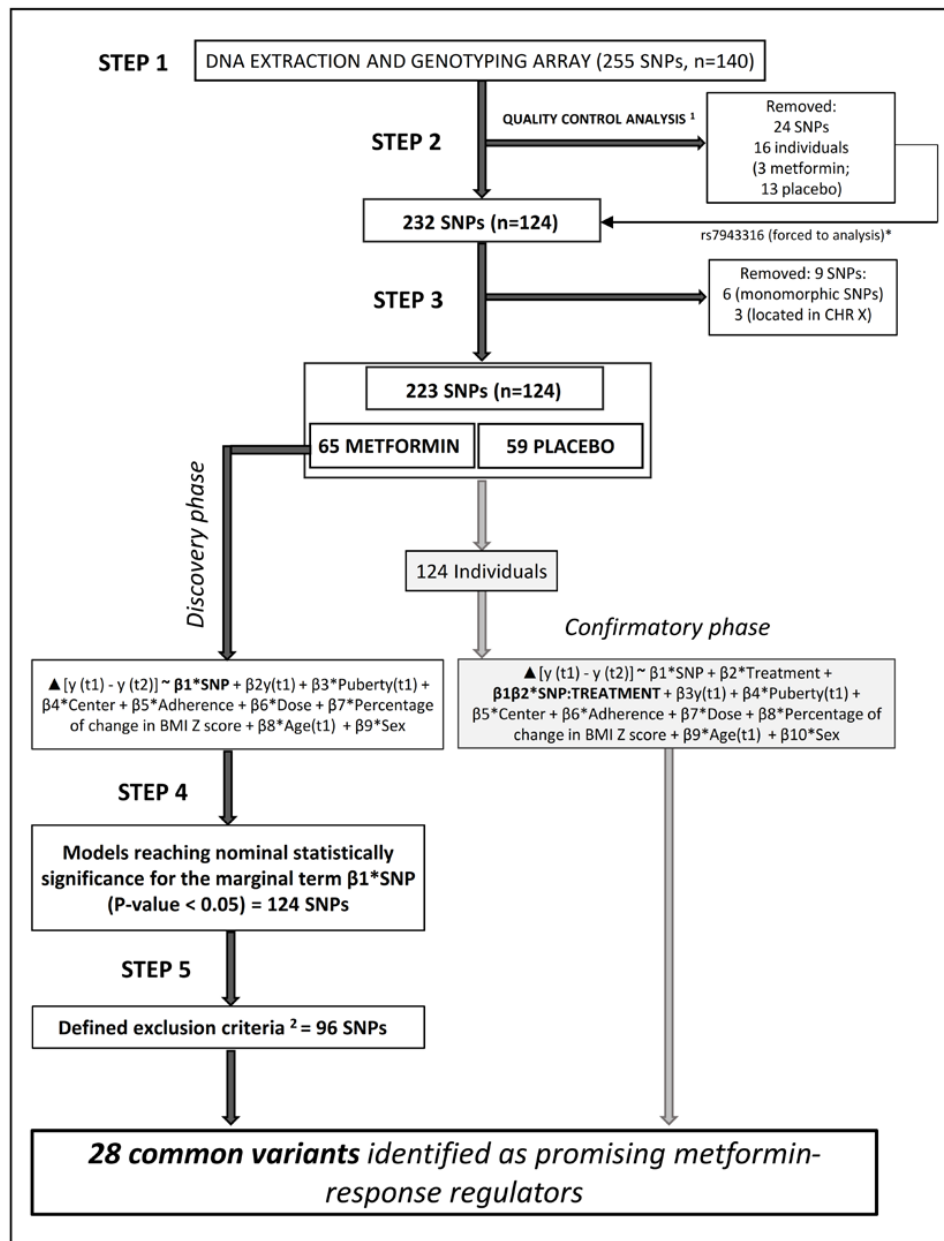 STEP 1
DNA EXTRACTION AND GENOTYPING ARRAY (255 SNPs, n=140)
QUALITY CONTROL ANALYSIS 1
STEP 2
Removed:
24 SNPs
16 individuals
(3 metformin;
13 placebo)
232 SNPs (n=124)
rs7943316 (forced to analysis)*
STEP 3
Removed: 9 SNPs:
6 (monomorphic SNPs)
3 (located in CHR X)
223 SNPs (n=124)
65 METFORMIN
59 PLACEBO
Discovery phase
124 Individuals
Confirmatory phase
▲[y (t1) - y (t2)] ~ β1*SNP + β2y(t1) + β3*Puberty(t1) +
β4*Center + β5*Adherence + β6*Dose + β7*Percentage
of change in BMI Z score + β8*Age(t1) + β9*Sex
▲[y (t1) - y (t2)] ~ β1*SNP + β2*Treatment +
β1β2*SNP:TREATMENT + β3y(t1) + β4*Puberty(t1) +
β5*Center + β6*Adherence + β7*Dose + β8*Percentage of
change in BMI Z score + β9*Age(t1) + β10*Sex
STEP 4
Models reaching nominal statistically
significance for the marginal term β1*SNP
(P-value < 0.05) = 124 SNPs
STEP 5
Defined exclusion criteria 2 = 96 SNPs
28 common variants identified as promising metformin-
response regulators